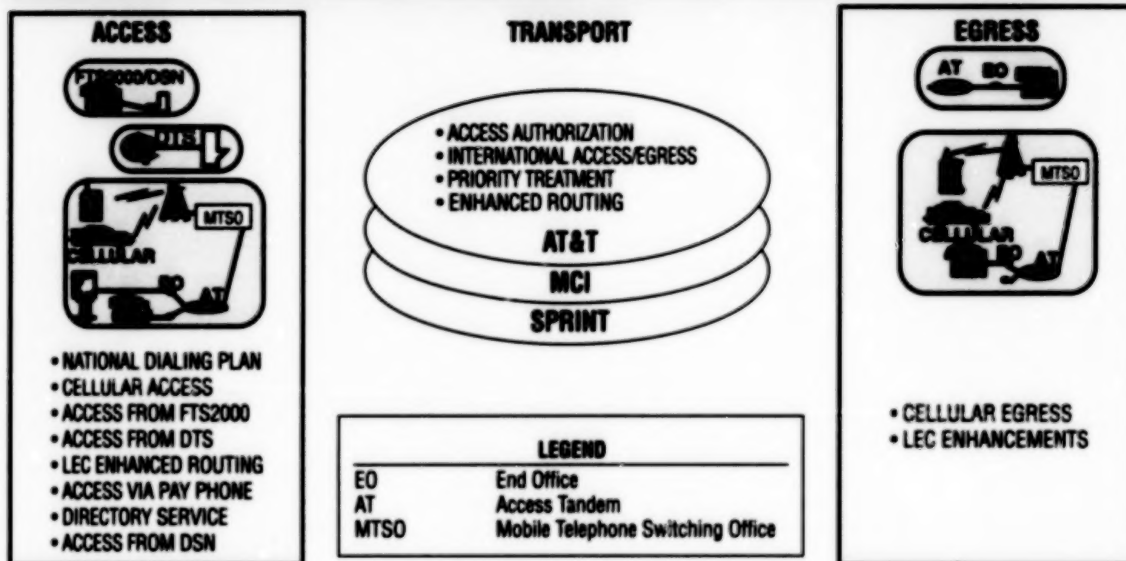 ACCESS
FTS2000/DSN
DTS
MTSO
CELLULAR
EO
AT
• NATIONAL DIALING PLAN
• CELLULAR ACCESS
• ACCESS FROM FTS2000
• ACCESS FROM DTS
• LEC ENHANCED ROUTING
• ACCESS VIA PAY PHONE
• DIRECTORY SERVICE
• ACCESS FROM DSN
TRANSPORT
• ACCESS AUTHORIZATION
• INTERNATIONAL ACCESS/EGRESS
• PRIORITY TREATMENT
• ENHANCED ROUTING
AT&T
MCI
SPRINT
LEGEND
EO End Office
AT Access Tandem
MTSO Mobile Telephone Switching Office
EGRESS
AT EO
MTSO
CELLULAR
EO
AT
• CELLULAR EGRESS
• LEC ENHANCEMENTS